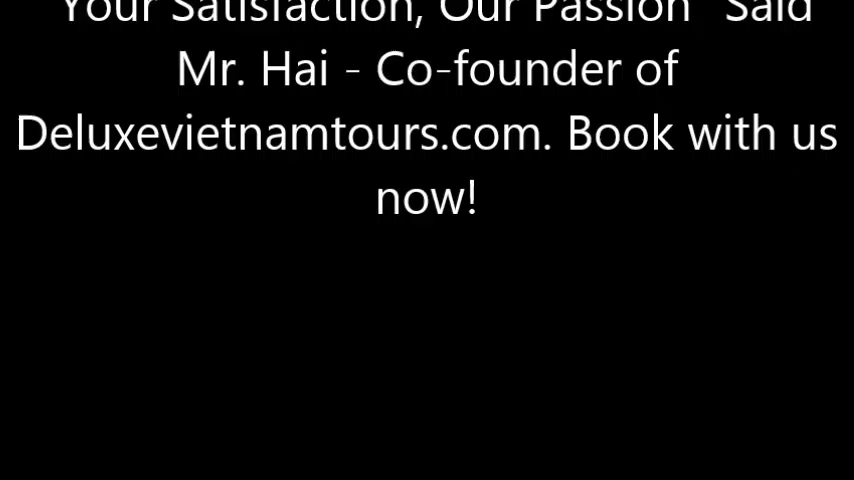 Your Satisfaction, Our Passion" Said
Mr. Hai - Co-founder of
Deluxevietnamtours.com. Book with us
now!